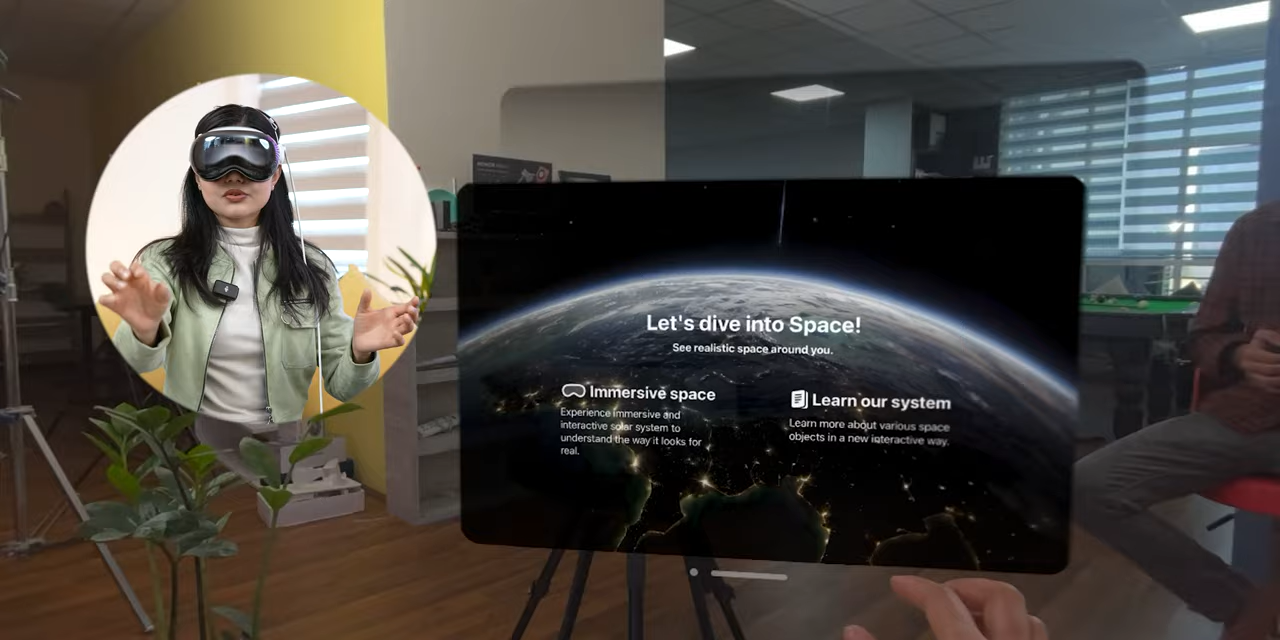 Let's dive into Space!
See realistic space around you.
Immersive space
Experience immersive and
interactive solar system to
understand the way it looks for
real.
Learn our system
Learn more about various space
objects in a new interactive way.